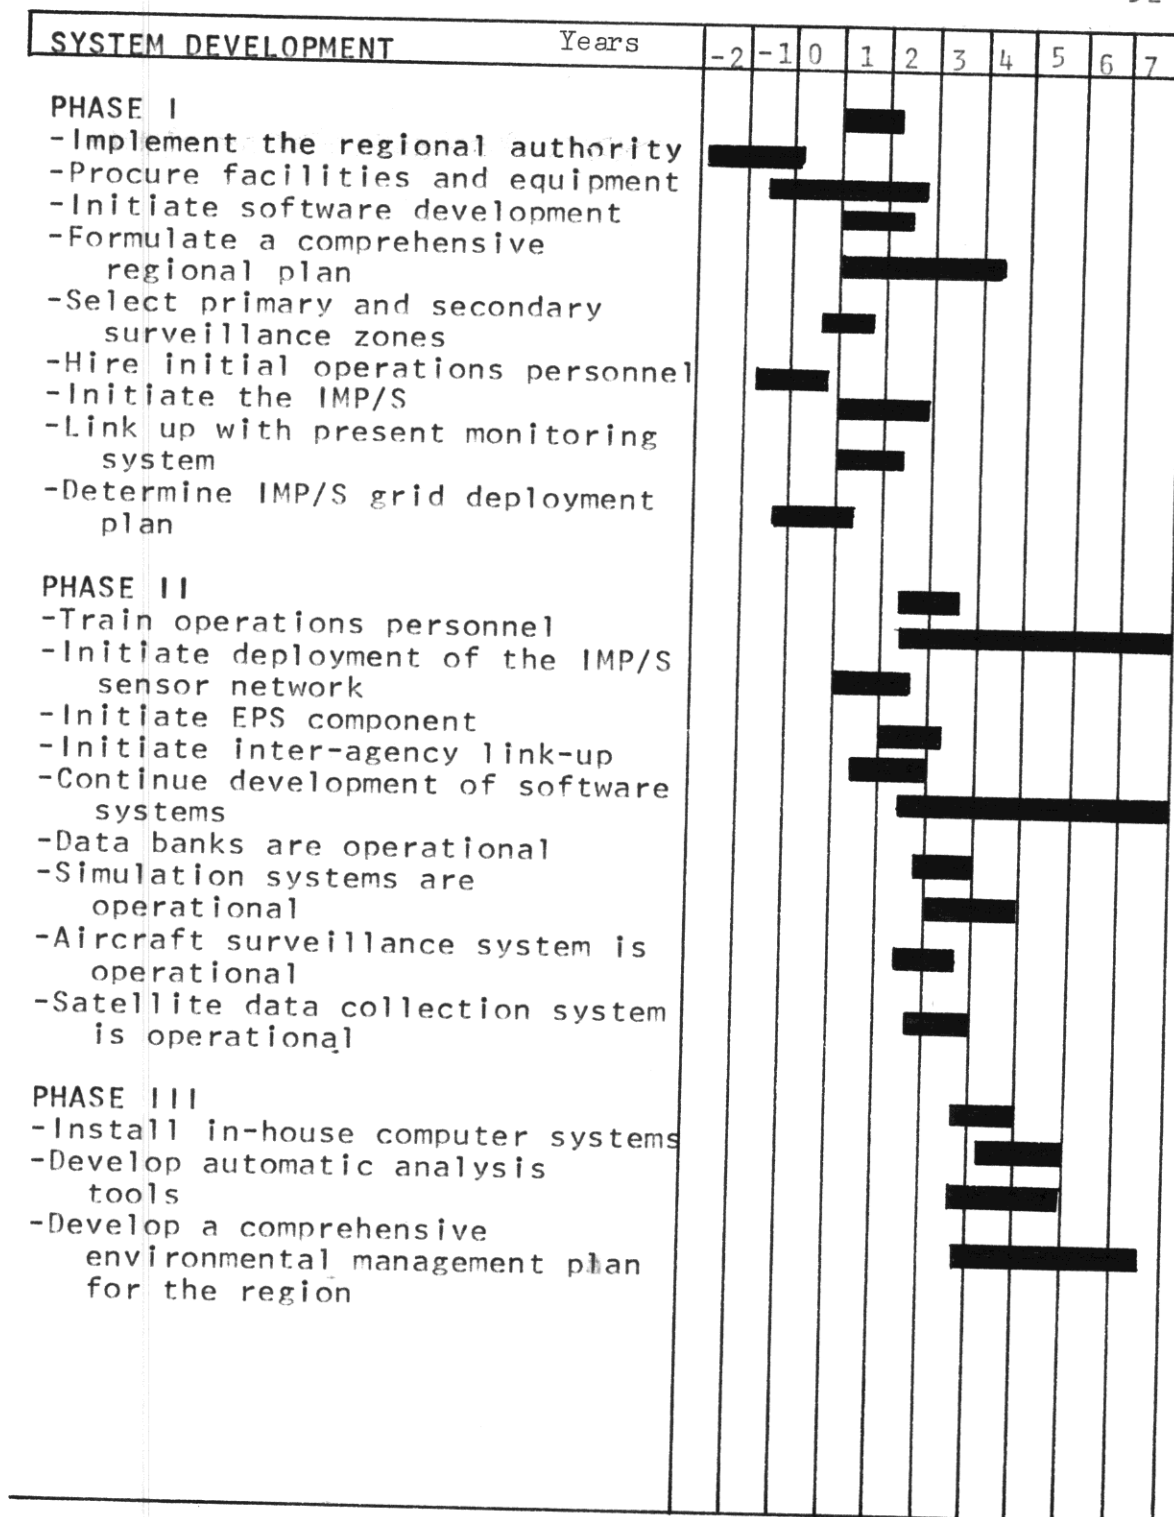 SYSTEM DEVELOPMENT Years -2 -1 0 1 2 3 4 5 6 7
PHASE I
-Implement the regional authority
-Procure facilities and equipment
-Initiate software development
-Formulate a comprehensive
regional plan
-Select primary and secondary
surveillance zones
-Hire initial operations personnel
-Initiate the IMP/S
-Link up with present monitoring
system
-Determine IMP/S grid deployment
plan
PHASE II
-Train operations personnel
-Initiate deployment of the IMP/S
sensor network
-Initiate EPS component
-Initiate inter-agency link-up
-Continue development of software
systems
-Data banks are operational
-Simulation systems are
operational
-Aircraft surveillance system is
operational
-Satellite data collection system
is operational
PHASE III
-Install in-house computer systems
-Develop automatic analysis
tools
-Develop a comprehensive
environmental management plan
for the region